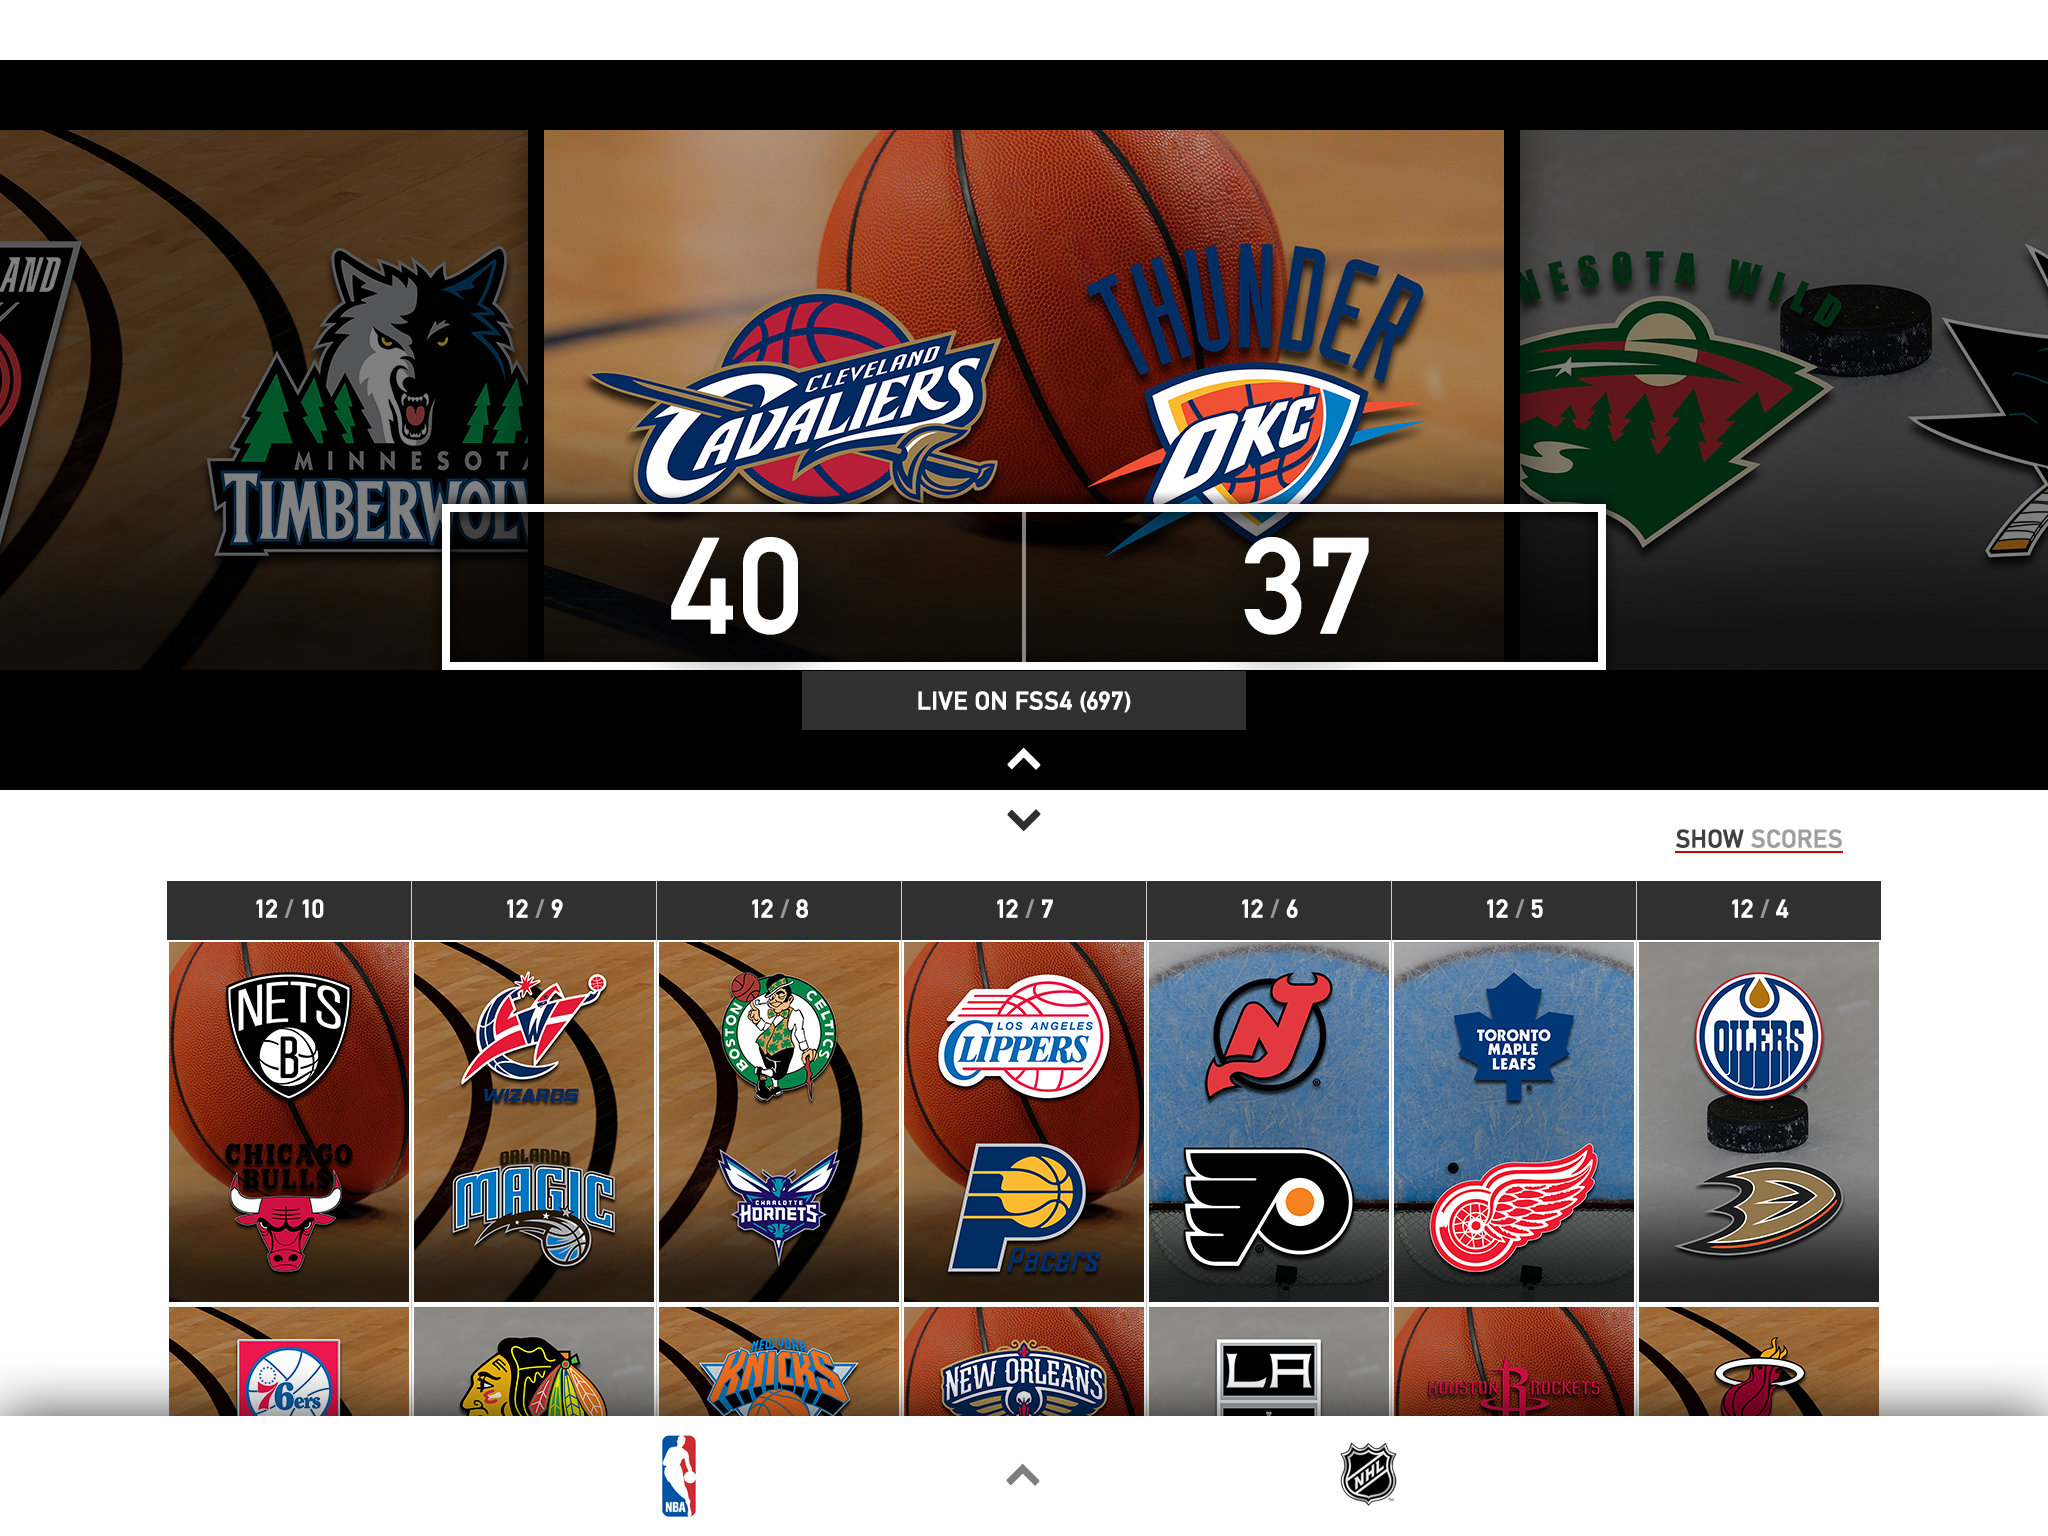 AND
MINNESOTA
TIMBERWOLV
CLEVELAND
CAVALIERS
THUNDER
OKC
NESOTA WILD
40
37
LIVE ON FSS4 (697)
SHOW SCORES
12 / 10
12 / 9
12 / 8
12 / 7
12 / 6
12 / 5
12 / 4
NETS
B
CHICAGO
BULLS
WIZARDS
ORLANDO
MAGIC
BOSTON CELTICS
CHARLOTTE
HORNETS
LOS ANGELES
CLIPPERS
Pacers
TORONTO
MAPLE
LEAFS
OILERS
76ers
NEW YORK
KNICKS
NEW ORLEANS
LA
HOUSTON ROCKETS
NBA
NHL